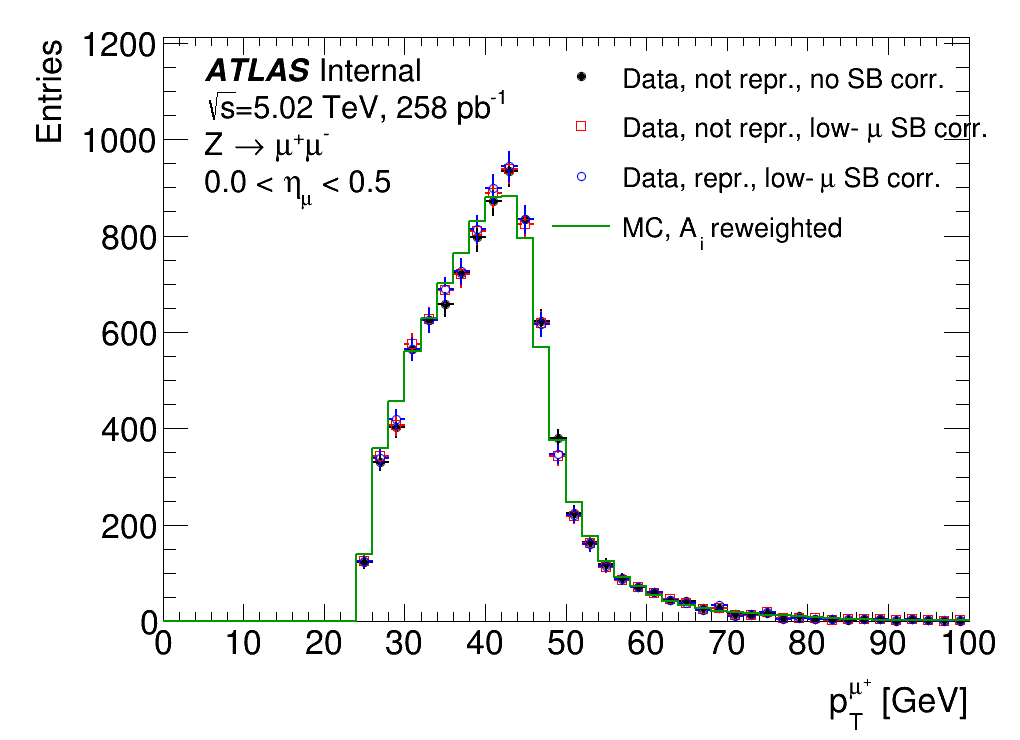 Entries
1200
1000
800
600
400
200
0
0 10 20 30 40 50 60 70 80 90 100
ATLAS Internal
√s=5.02 TeV, 258 pb⁻¹
Z → μ⁺μ⁻
0.0 < η_μ < 0.5
Data, not repr., no SB corr.
Data, not repr., low- μ SB corr.
Data, repr., low- μ SB corr.
MC, A_i reweighted
p_T^μ⁺ [GeV]